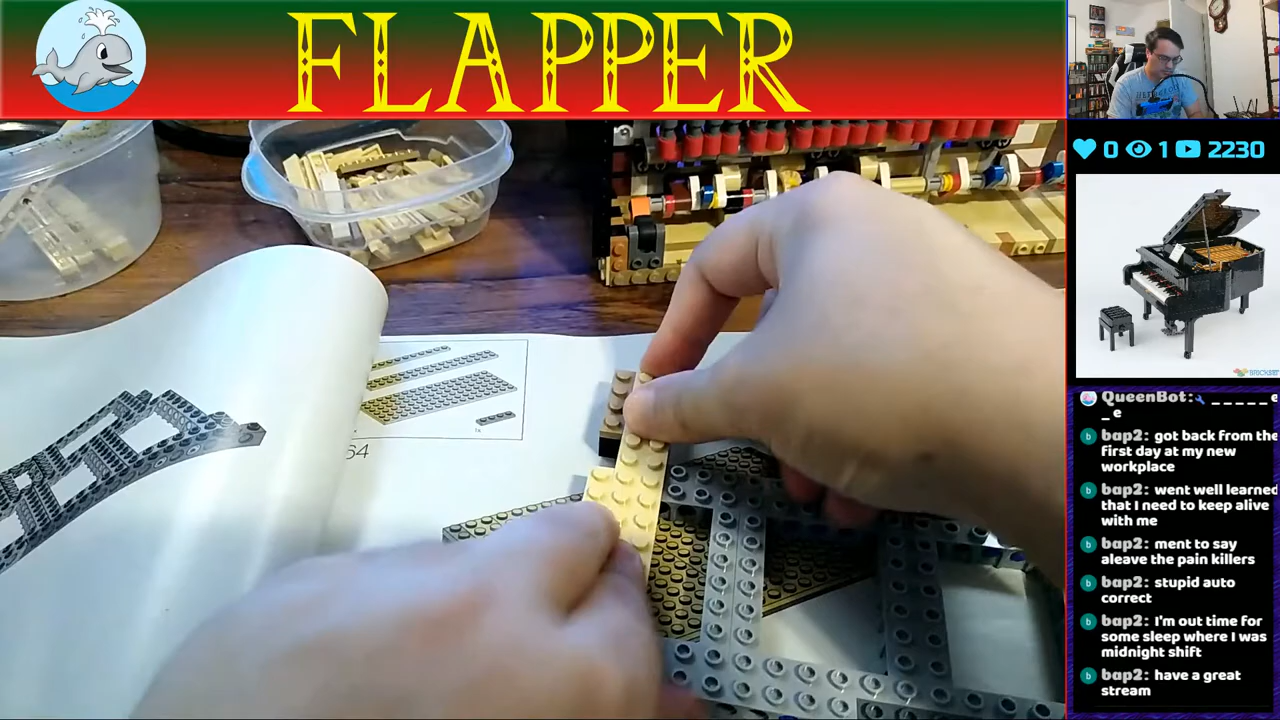 FLAPPER
0 1 2230
BRICKSET
QueenBot: _ _ _ _ _ e
_ e
bap2: got back from the
first day at my new
workplace
bap2: went well learned
that I need to keep alive
with me
bap2: ment to say
aleave the pain killers
bap2: stupid auto
correct
bap2: I'm out time for
some sleep where I was
midnight shift
bap2: have a great
stream
64